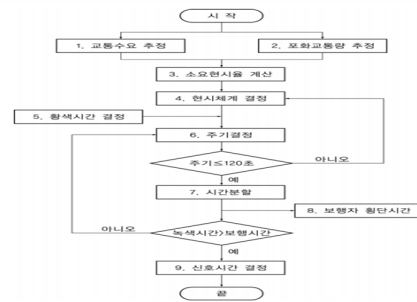 시 작
1. 교통수요 추정
2. 포화교통량 추정
3. 소요현시율 계산
4. 현시체계 결정
5. 황색시간 결정
6. 주기결정
주기≤120초
아니오
예
7. 시간분할
8. 보행자 횡단시간
아니오
녹색시간>보행시간
예
9. 신호시간 결정
끝